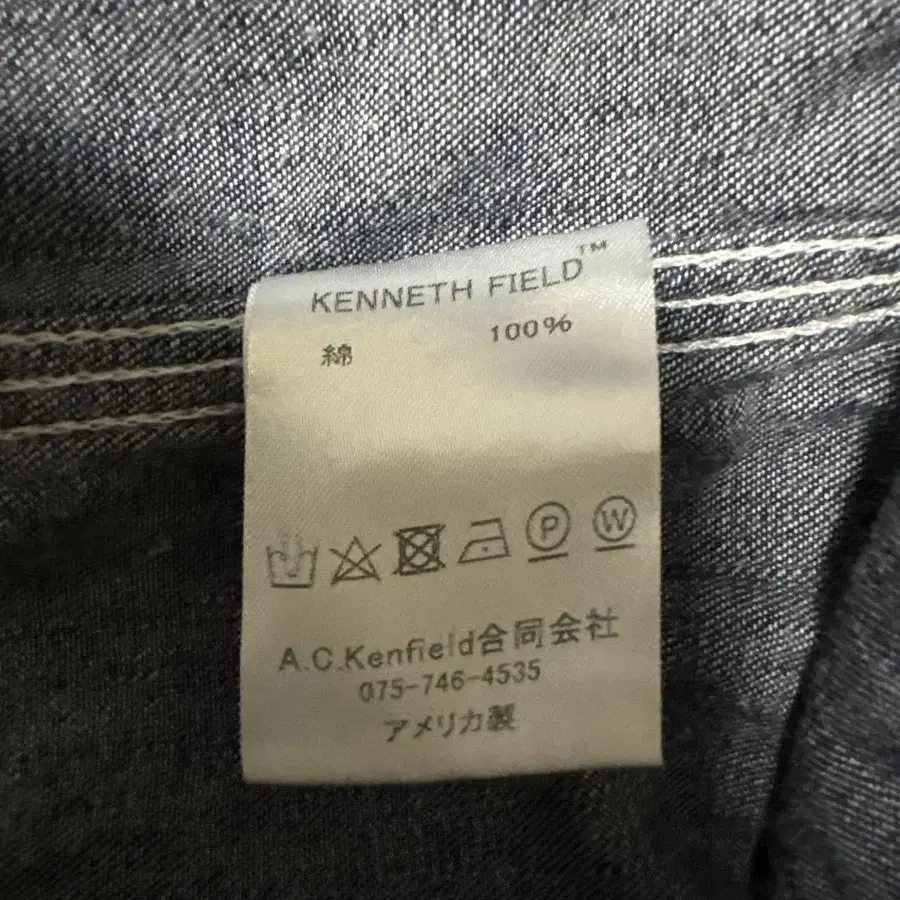 KENNETH FIELD™
綿 100%
P W
A.C.Kenfield合同会社
075-746-4535
アメリカ製